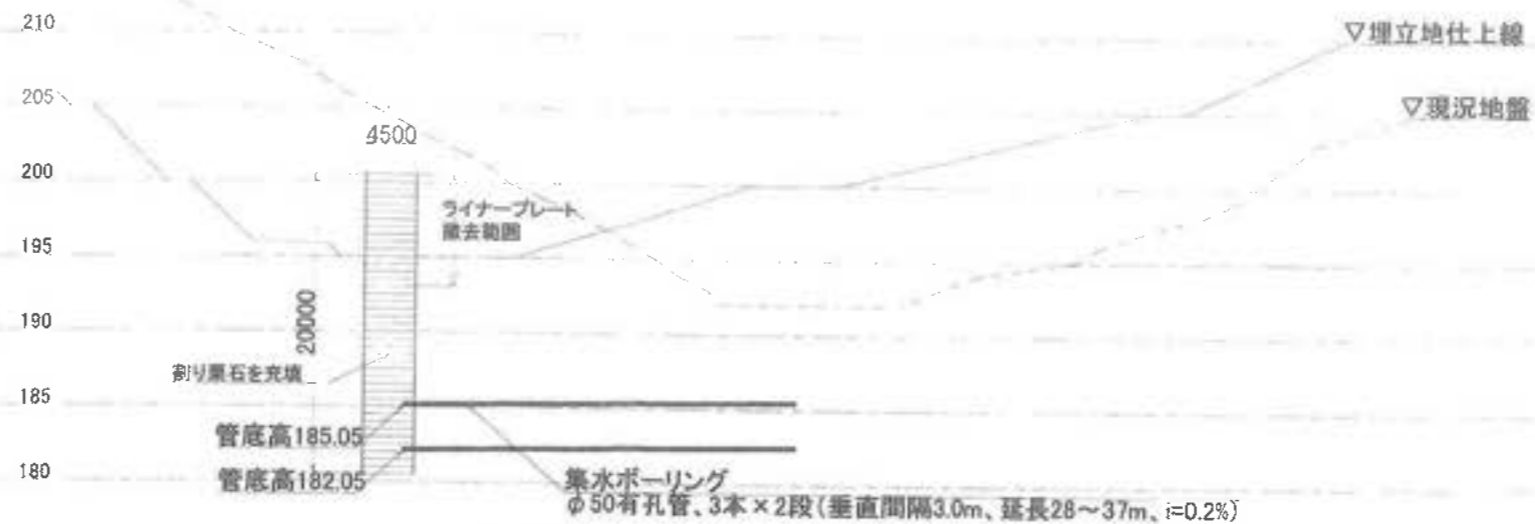 210
▽埋立地仕上線
205
▽現況地盤
4500
200
ライナープレート
撤去範囲
195
20000
190
割り栗石を充填
185
管底高185.05
管底高182.05
180
集水ボーリング
φ50有孔管、3本×2段(垂直間隔3.0m、延長28～37m、i=0.2%)